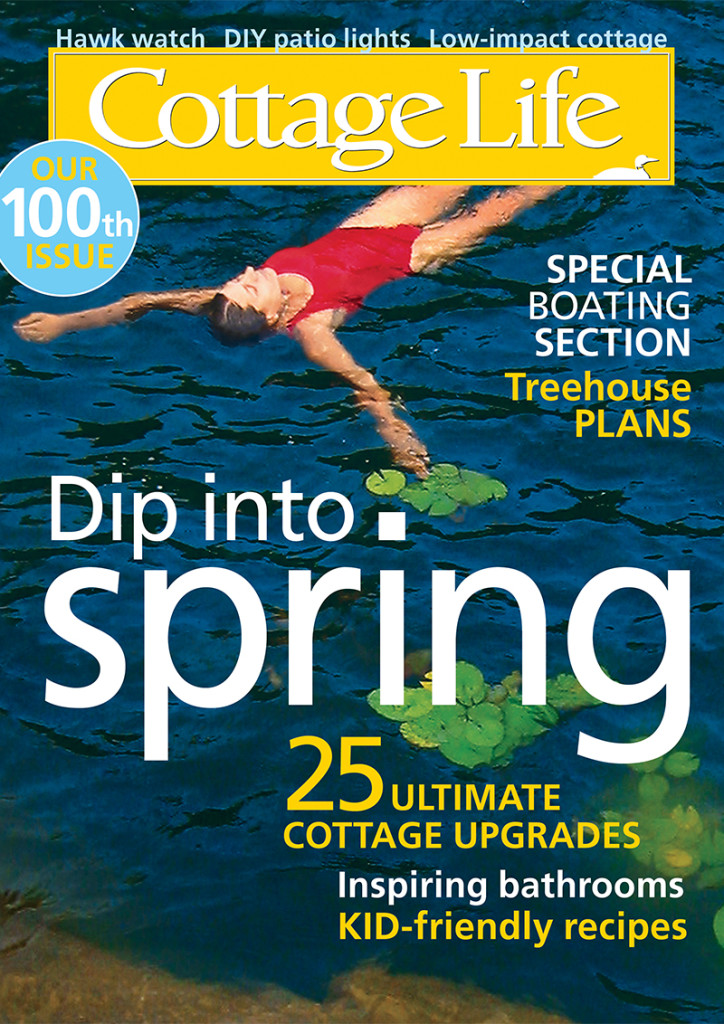 Hawk watch DIY patio lights Low-impact cottage
Cottage Life
OUR
100th
ISSUE
SPECIAL
BOATING
SECTION
Treehouse
PLANS
Dip into
spring
25 ULTIMATE
COTTAGE UPGRADES
Inspiring bathrooms
KID-friendly recipes